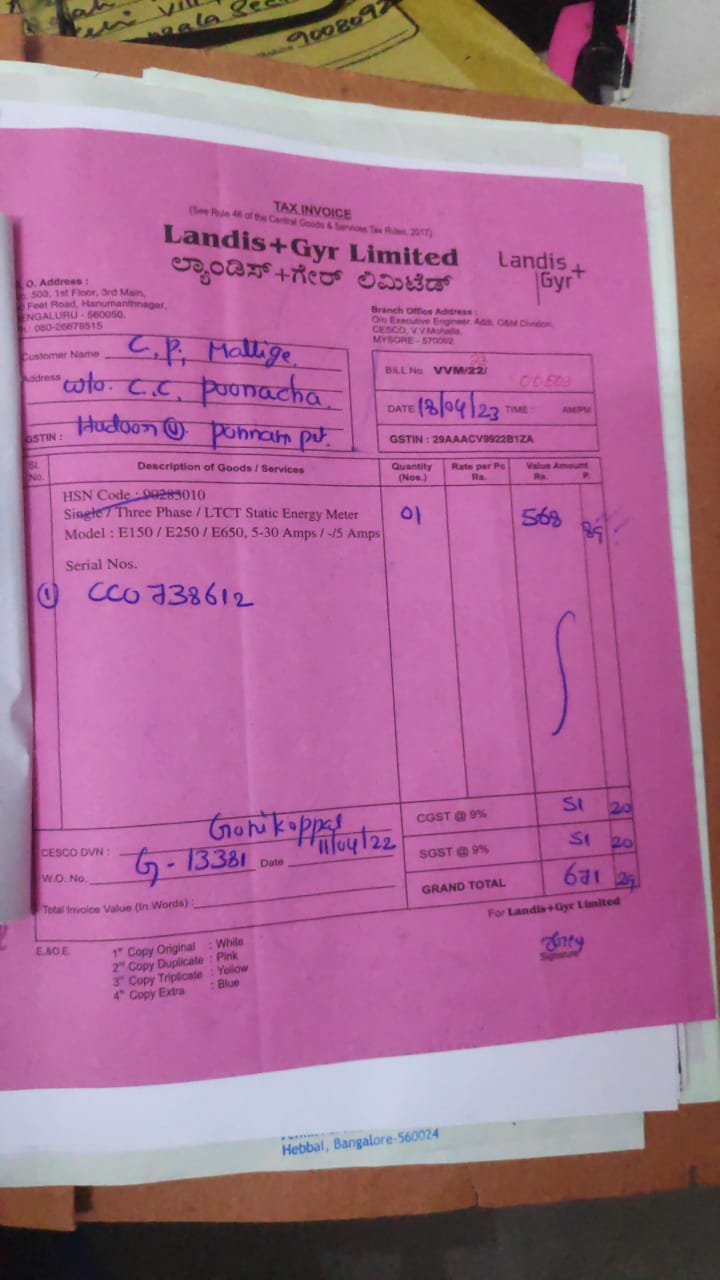 9008092
TAX INVOICE
(See Rule 46 of the Central Goods & Services Tax Rules, 2017)
Landis+Gyr Limited
ಲ್ಯಾಂಡಿಸ್+ಗೇರ್ ಲಿಮಿಟೆಡ್
Landis+
Gyr+
O. Address :
503, 1st Floor, 3rd Main,
Feet Road, Hanumanthnagar,
ENGALURU - 560050.
: 080-26678515
Branch Office Address :
O/o Executive Engineer, Addl. O&M Division,
CESCO, V.V.Mohalla,
MYSORE - 570002.
Customer Name C.P. Mallige
Address w/o. C.C. Poonacha
GSTIN : Hudoor Ponnam
BILL No. VVM/22/ 23 00503
DATE 18/04/23 TIME : AM/PM
GSTIN : 29AAACV9922B1ZA
Sl. No. Description of Goods / Services Quantity (Nos.) Rate per Pc Rs. Value Amount Rs. P.
HSN Code : 90283010
Single / Three Phase / LTCT Static Energy Meter 01 568 89
Model : E150 / E250 / E650, 5-30 Amps / -/5 Amps
Serial Nos.
① CCO738612
CGST @ 9% 51 20
SGST @ 9% 51 20
GRAND TOTAL 671 29
CESCO DVN : Gonikoppal
W.O. No. G-13381 Date 11/04/22
Total Invoice Value (In Words) :
For Landis+Gyr Limited
Signature
E.&O.E.
1st Copy Original : White
2nd Copy Duplicate : Pink
3rd Copy Triplicate : Yellow
4th Copy Extra : Blue
Hebbal, Bangalore-560024